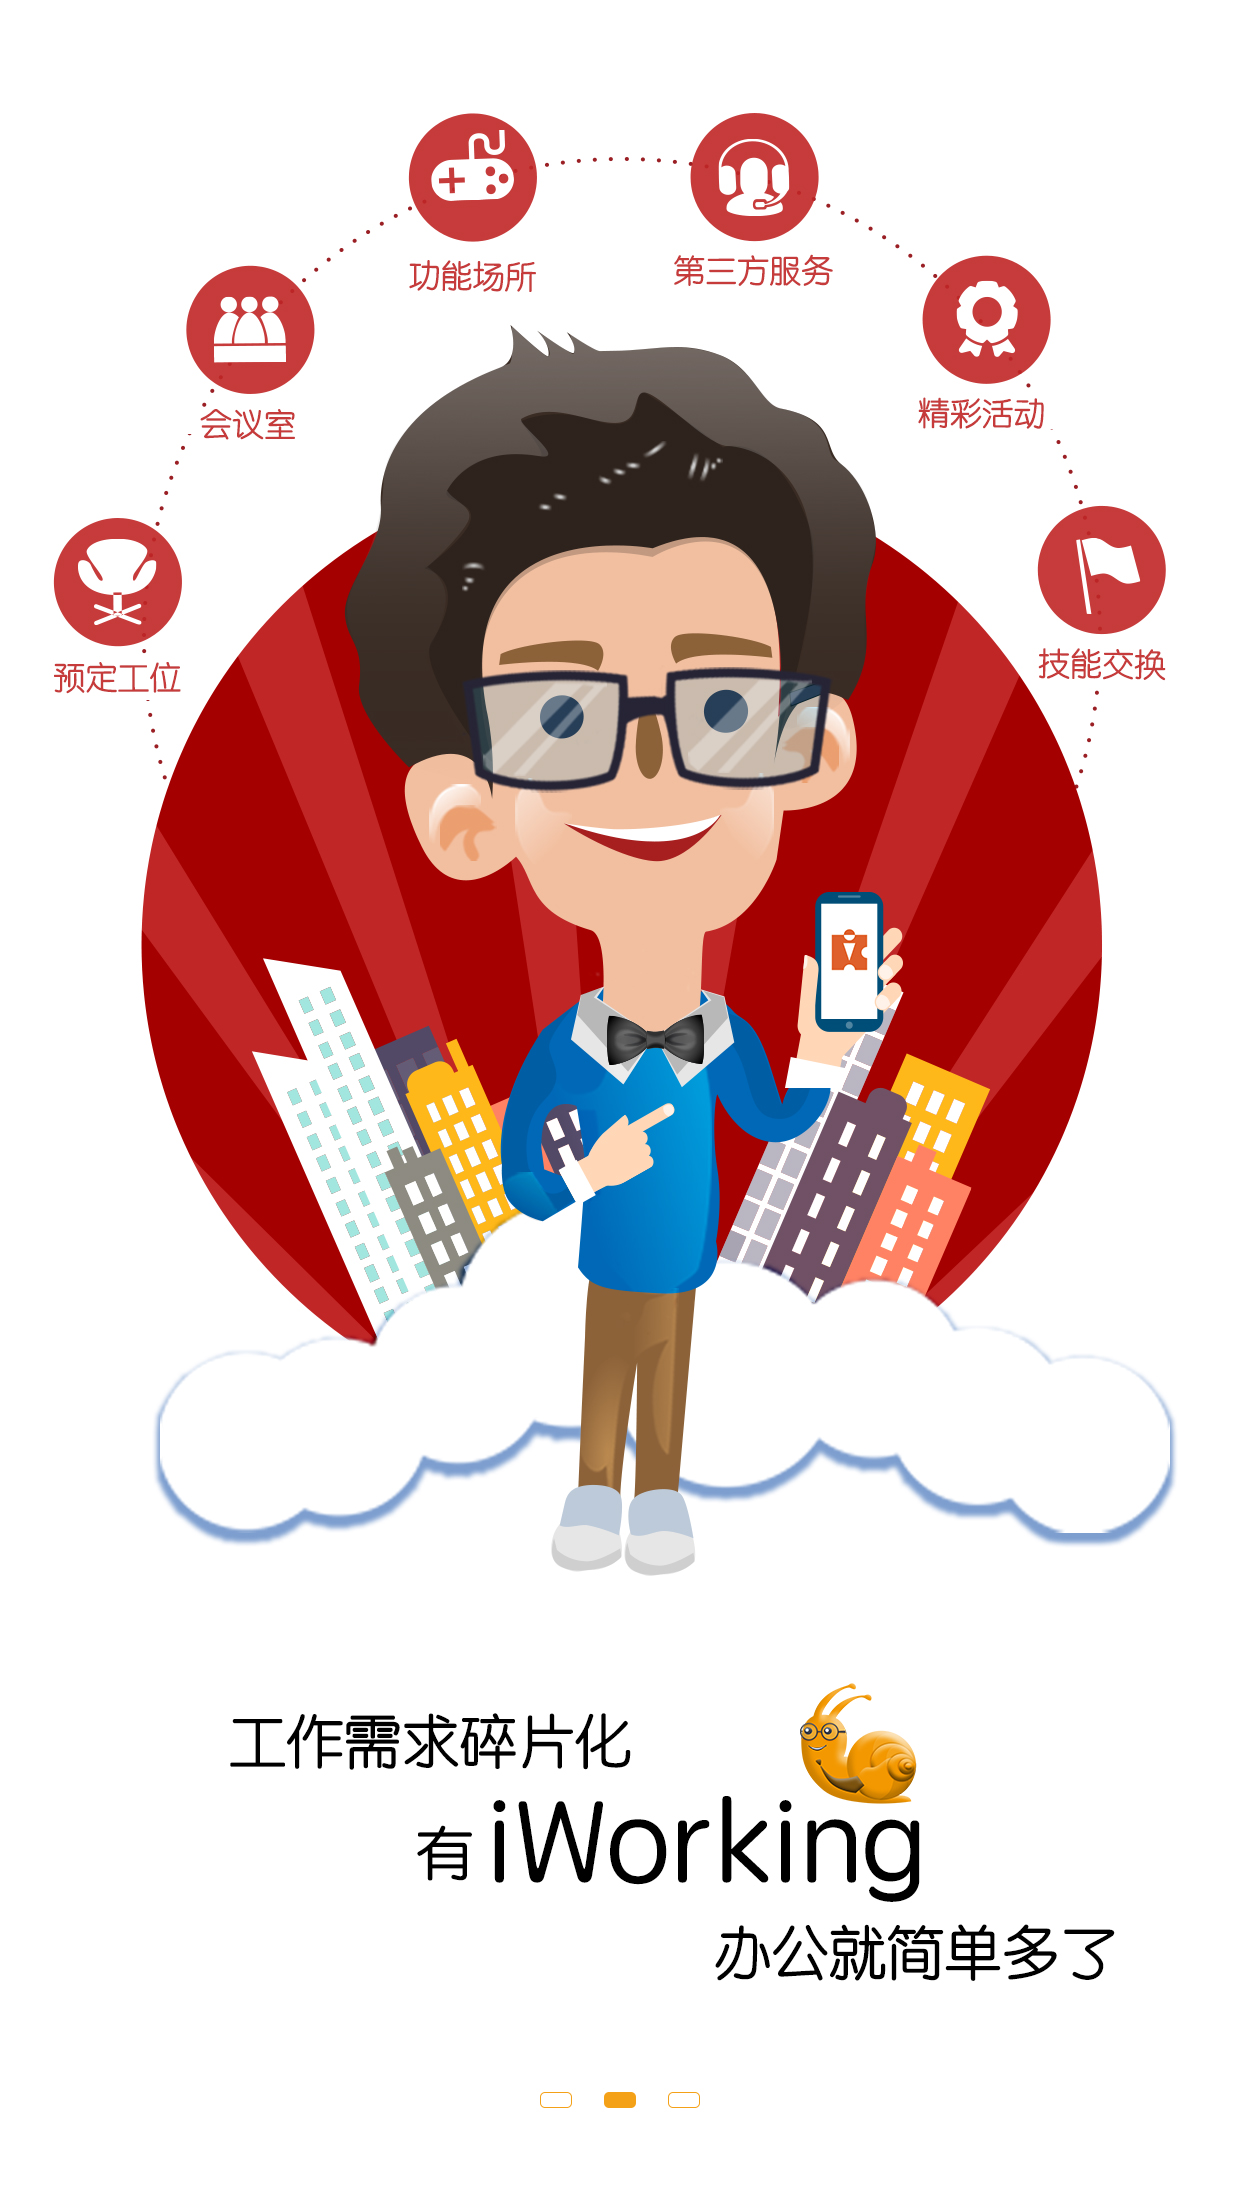 功能场所
第三方服务
会议室
精彩活动
预定工位
技能交换
工作需求碎片化
有 iWorking
办公就简单多了